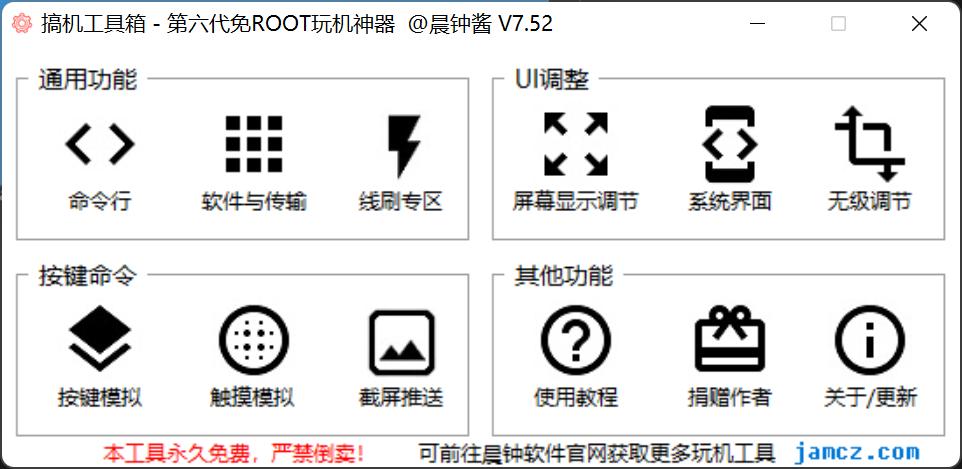 搞机工具箱 - 第六代免ROOT玩机神器 @晨钟酱 V7.52
通用功能
命令行 软件与传输 线刷专区
UI调整
屏幕显示调节 系统界面 无级调节
按键命令
按键模拟 触摸模拟 截屏推送
其他功能
使用教程 捐赠作者 关于/更新
本工具永久免费，严禁倒卖! 可前往晨钟软件官网获取更多玩机工具 jamcz.com